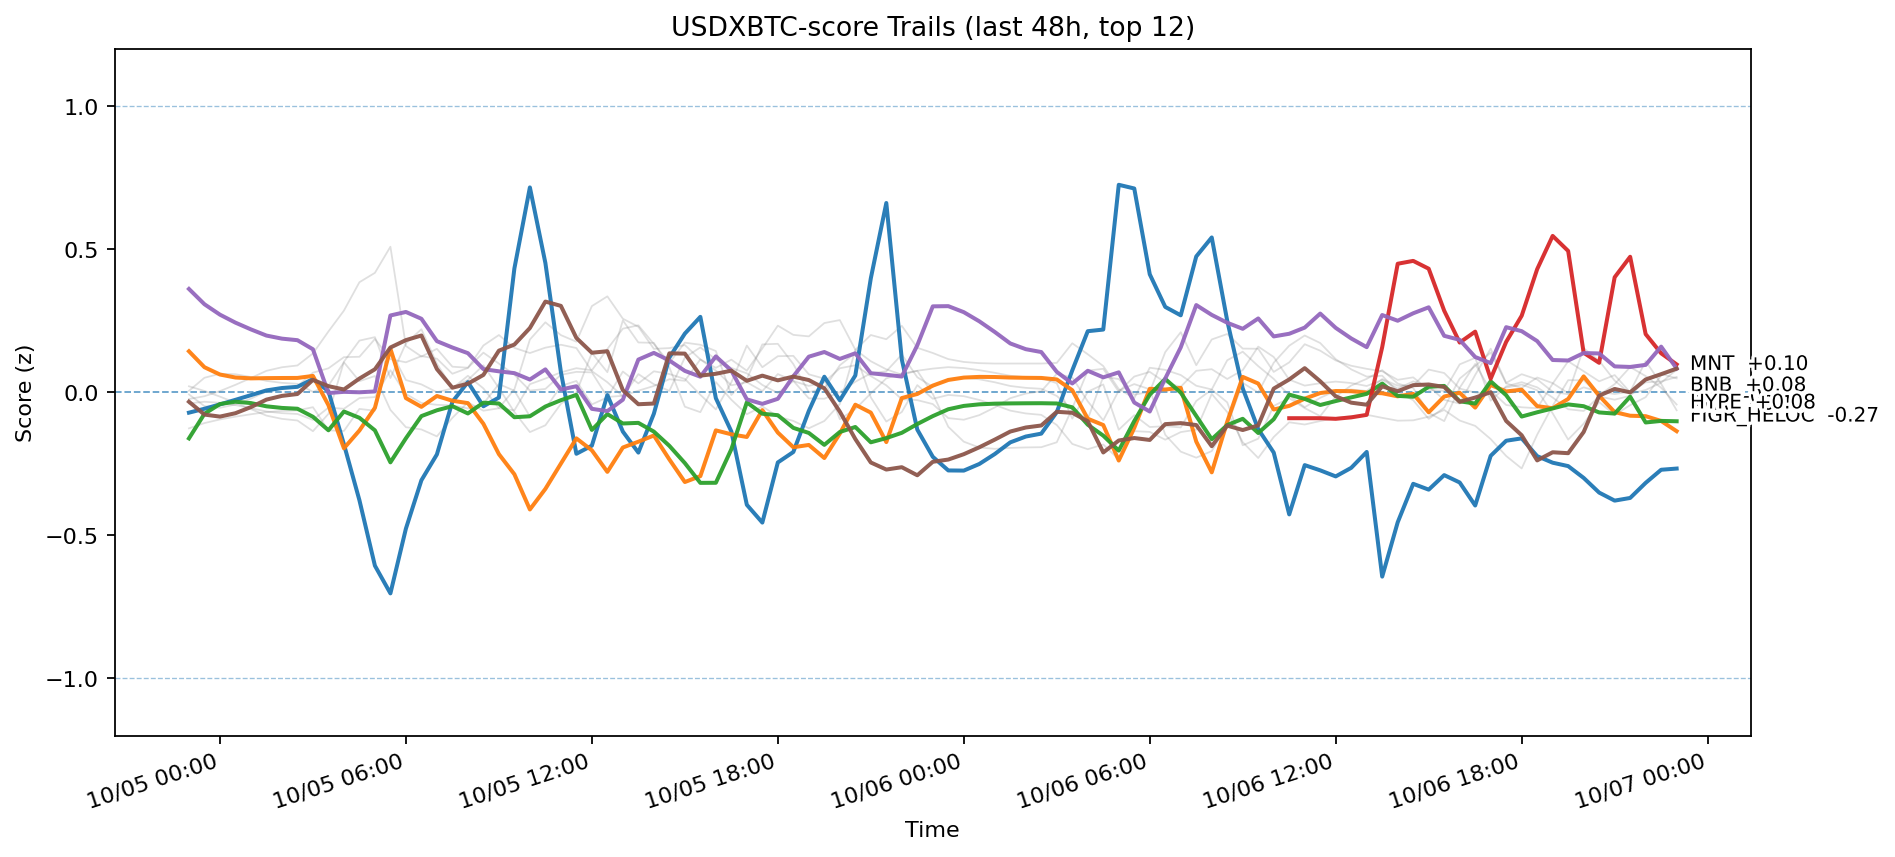 USDXBTC-score Trails (last 48h, top 12)
Score (z)
1.0
0.5
0.0
−0.5
−1.0
MNT +0.10
BNB +0.08
HYPE +0.08
FIGR_HELOC -0.27
10/05 00:00
10/05 06:00
10/05 12:00
10/05 18:00
10/06 00:00
10/06 06:00
10/06 12:00
10/06 18:00
10/07 00:00
Time